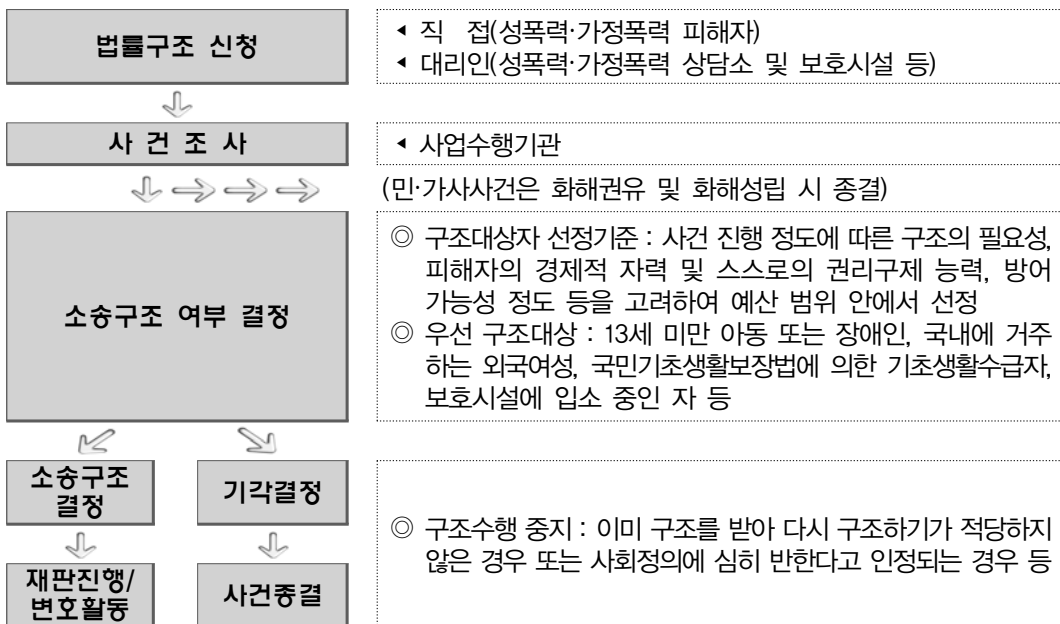 법률구조 신청
◂ 직 접(성폭력·가정폭력 피해자)
◂ 대리인(성폭력·가정폭력 상담소 및 보호시설 등)
사 건 조 사
◂ 사업수행기관
(민·가사사건은 화해권유 및 화해성립 시 종결)
소송구조 여부 결정
◎ 구조대상자 선정기준 : 사건 진행 정도에 따른 구조의 필요성,
피해자의 경제적 자력 및 스스로의 권리구제 능력, 방어
가능성 정도 등을 고려하여 예산 범위 안에서 선정
◎ 우선 구조대상 : 13세 미만 아동 또는 장애인, 국내에 거주
하는 외국여성, 국민기초생활보장법에 의한 기초생활수급자,
보호시설에 입소 중인 자 등
소송구조
결정
기각결정
◎ 구조수행 중지 : 이미 구조를 받아 다시 구조하기가 적당하지
않은 경우 또는 사회정의에 심히 반한다고 인정되는 경우 등
재판진행/
변호활동
사건종결